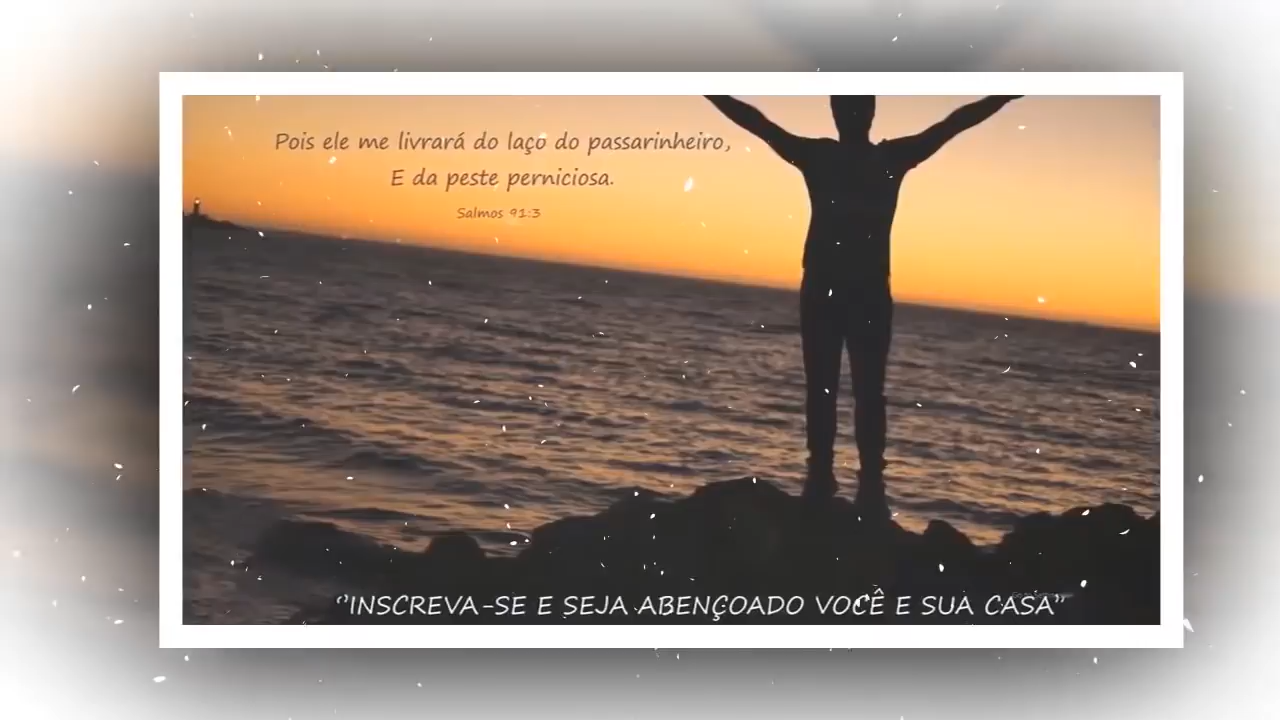 Pois ele me livrará do laço do passarinheiro,
E da peste perniciosa.
Salmos 91:3
“INSCREVA-SE E SEJA ABENÇOADO VOCÊ E SUA CASA”